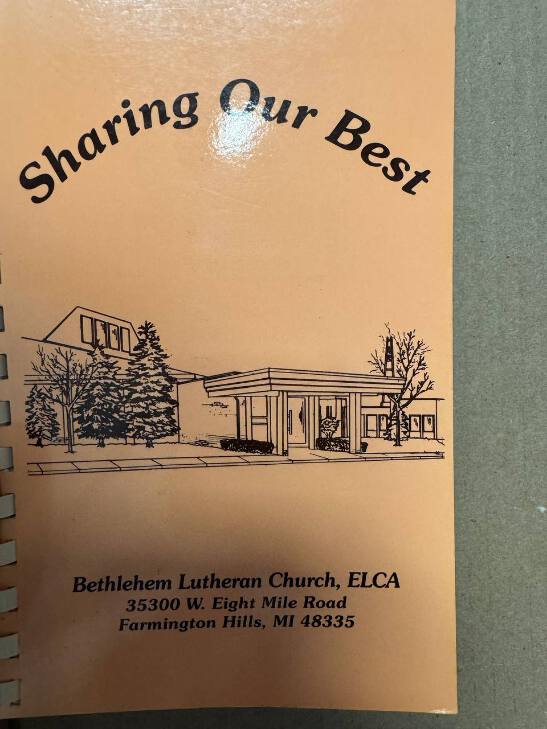 Sharing Our Best
Bethlehem Lutheran Church, ELCA
35300 W. Eight Mile Road
Farmington Hills, MI 48335